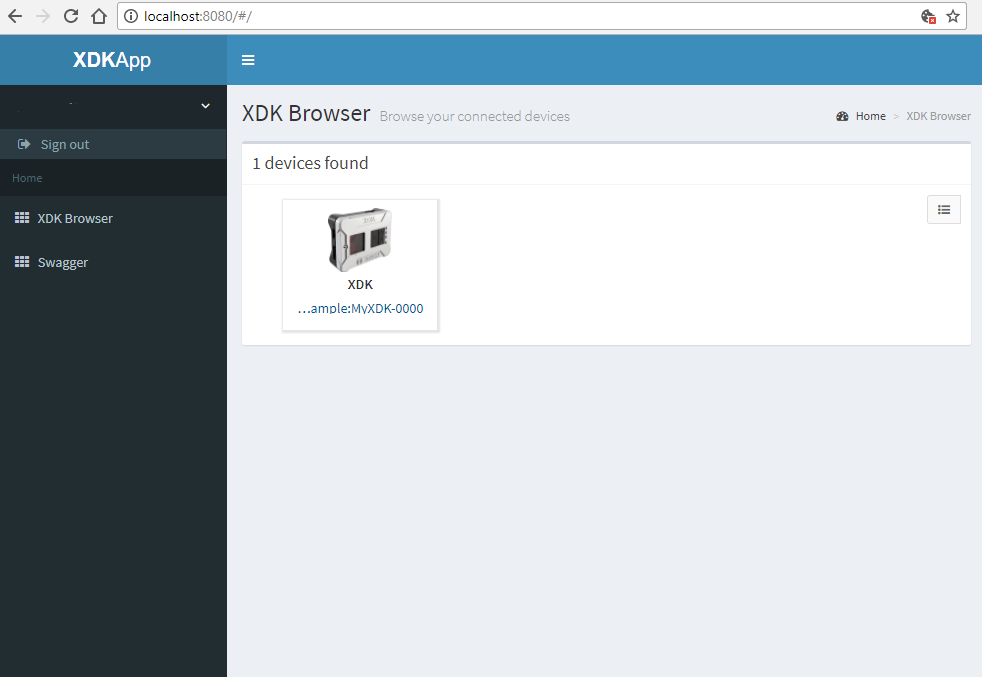 localhost:8080/#/
XDKApp
Sign out
Home
XDK Browser
Swagger
XDK Browser Browse your connected devices
Home > XDK Browser
1 devices found
XDK
...ample:MyXDK-0000